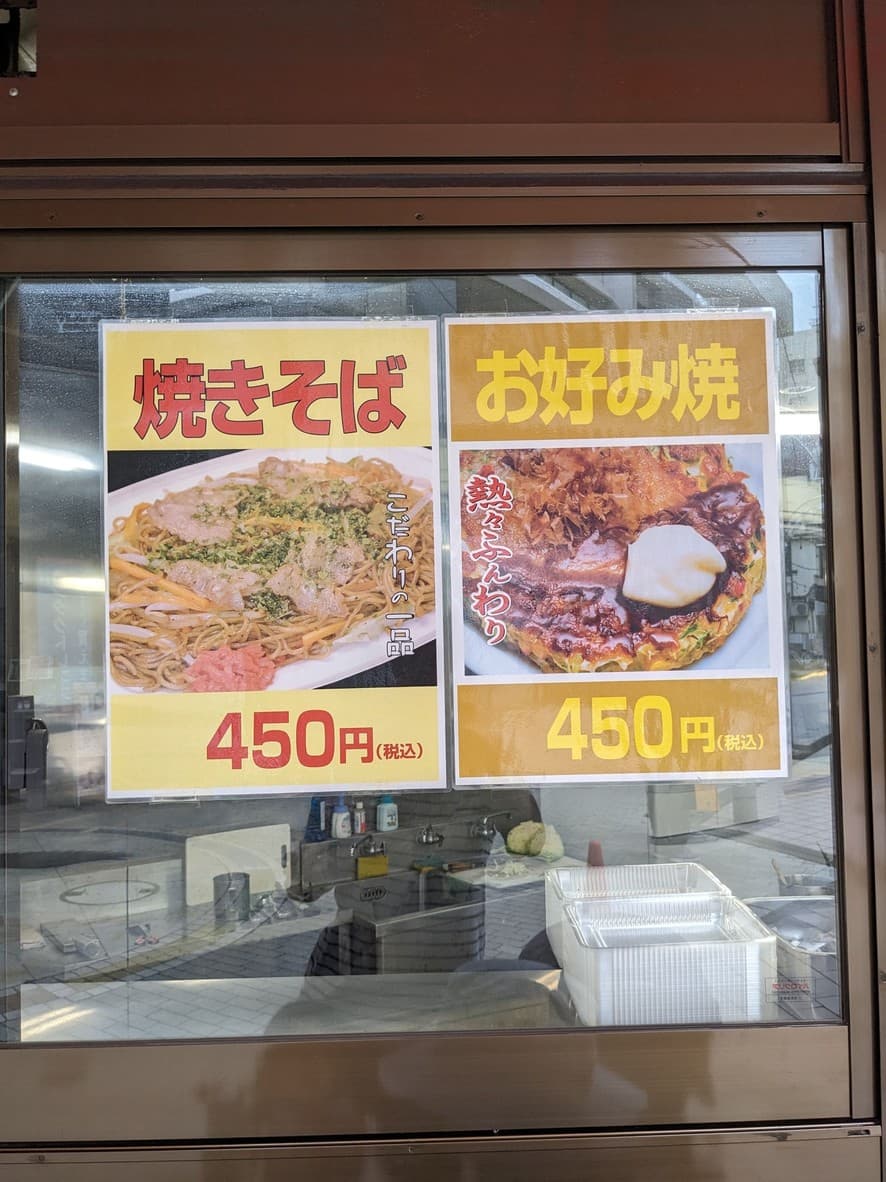 焼きそば
こだわりの一品
450円(税込)
お好み焼
熱々ふんわり
450円(税込)